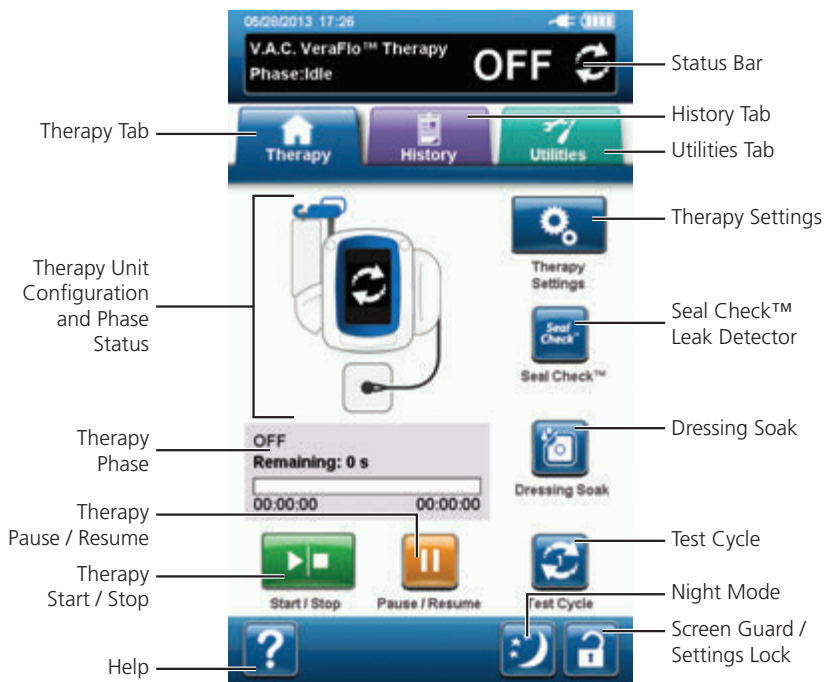 05/28/2013 17:26
V.A.C. VeraFlo™ Therapy
Phase:Idle
OFF
Status Bar
Therapy Tab
History Tab
Utilities Tab
Therapy
History
Utilities
Therapy Settings
Therapy
Settings
Therapy Unit
Configuration
and Phase
Status
Seal
Check™
Seal Check™
Seal Check™
Leak Detector
Therapy
Phase
OFF
Remaining: 0 s
00:00:00
00:00:00
Dressing Soak
Dressing Soak
Therapy
Pause / Resume
Therapy
Start / Stop
Start / Stop
Pause / Resume
1
Test Cycle
Test Cycle
Night Mode
Screen Guard /
Settings Lock
?
Help